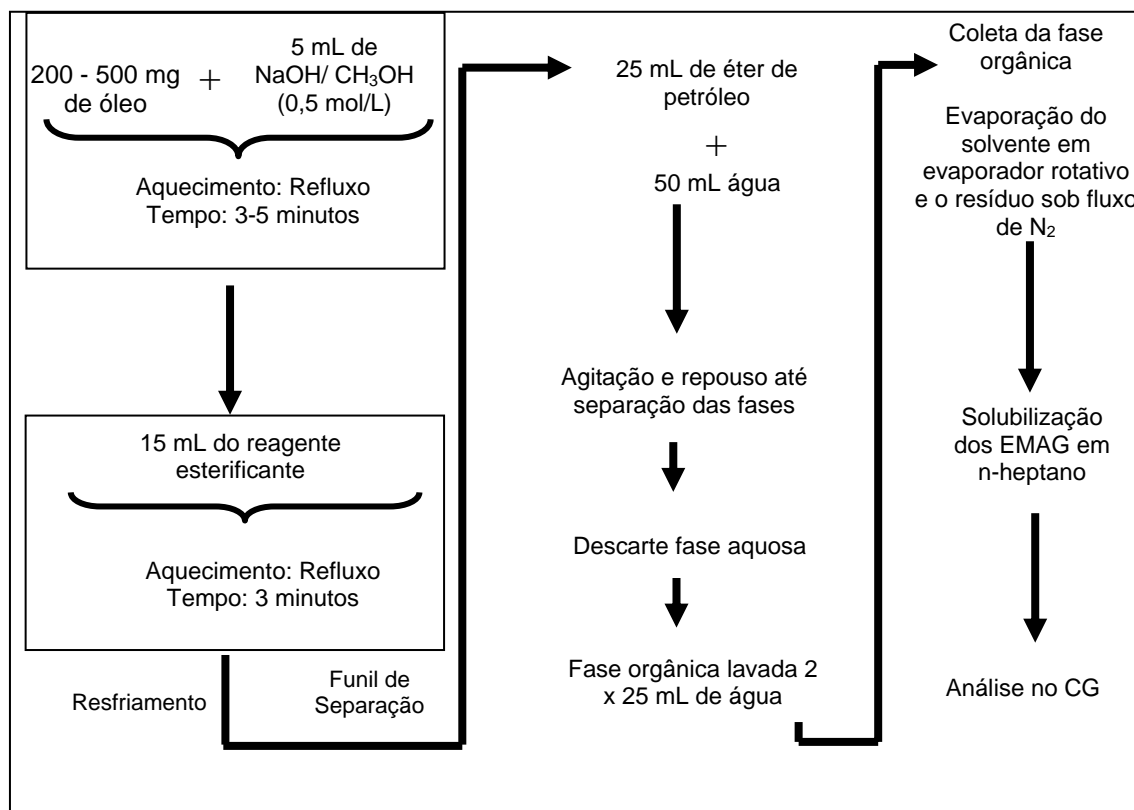 200 - 500 mg
de óleo
+
5 mL de
NaOH/ CH₃OH
(0,5 mol/L)
Aquecimento: Refluxo
Tempo: 3-5 minutos
15 mL do reagente
esterificante
Aquecimento: Refluxo
Tempo: 3 minutos
Resfriamento
Funil de
Separação
25 mL de éter de
petróleo
+
50 mL água
Agitação e repouso até
separação das fases
Descarte fase aquosa
Fase orgânica lavada 2
x 25 mL de água
Coleta da fase
orgânica
Evaporação do
solvente em
evaporador rotativo
e o resíduo sob fluxo
de N₂
Solubilização
dos EMAG em
n-heptano
Análise no CG